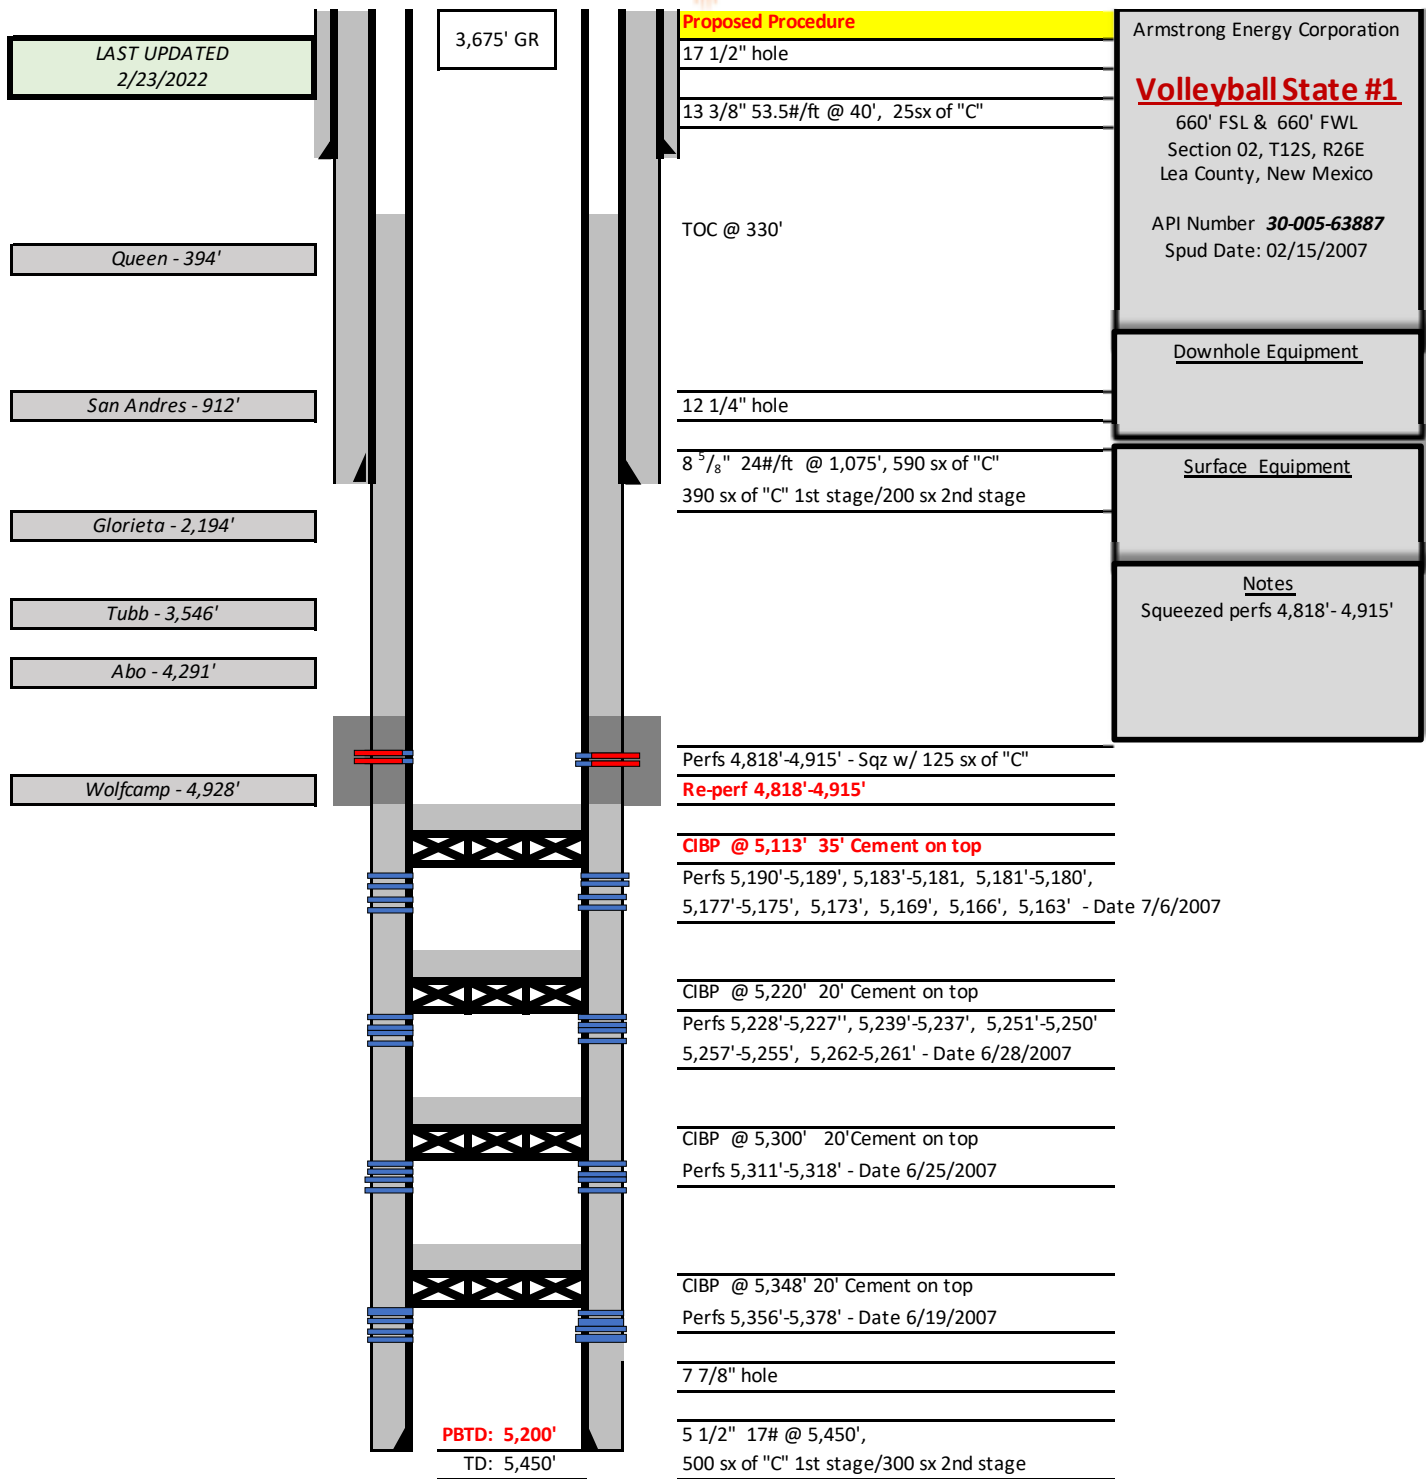 LAST UPDATED
2/23/2022
Queen - 394'
San Andres - 912'
Glorieta - 2,194'
Tubb - 3,546'
Abo - 4,291'
Wolfcamp - 4,928'
3,675' GR
PBTD: 5,200'
TD: 5,450'
Proposed Procedure
17 1/2" hole
13 3/8" 53.5#/ft @ 40', 25sx of "C"
TOC @ 330'
12 1/4" hole
8 5/8" 24#/ft @ 1,075', 590 sx of "C"
390 sx of "C" 1st stage/200 sx 2nd stage
Perfs 4,818'-4,915' - Sqz w/ 125 sx of "C"
Re-perf 4,818'-4,915'
CIBP @ 5,113' 35' Cement on top
Perfs 5,190'-5,189', 5,183'-5,181, 5,181'-5,180',
5,177'-5,175', 5,173', 5,169', 5,166', 5,163' - Date 7/6/2007
CIBP @ 5,220' 20' Cement on top
Perfs 5,228'-5,227'', 5,239'-5,237', 5,251'-5,250'
5,257'-5,255', 5,262-5,261' - Date 6/28/2007
CIBP @ 5,300' 20'Cement on top
Perfs 5,311'-5,318' - Date 6/25/2007
CIBP @ 5,348' 20' Cement on top
Perfs 5,356'-5,378' - Date 6/19/2007
7 7/8" hole
5 1/2" 17# @ 5,450',
500 sx of "C" 1st stage/300 sx 2nd stage
Armstrong Energy Corporation
Volleyball State #1
660' FSL & 660' FWL
Section 02, T12S, R26E
Lea County, New Mexico
API Number 30-005-63887
Spud Date: 02/15/2007
Downhole Equipment
Surface Equipment
Notes
Squeezed perfs 4,818'- 4,915'